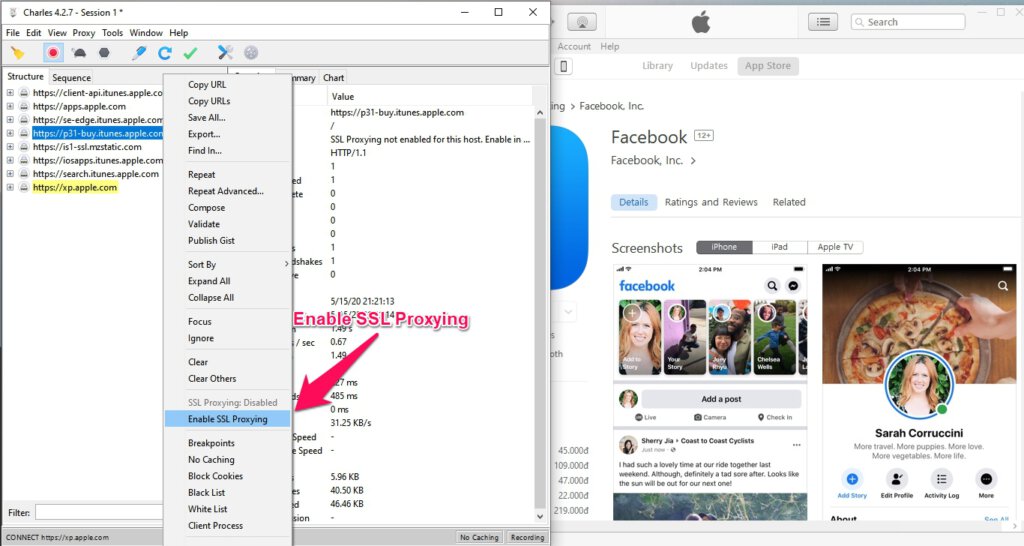 Charles 4.2.7 - Session 1 *
File Edit View Proxy Tools Window Help
Structure Sequence
https://client-api.itunes.apple.co
https://apps.apple.com
https://se-edge.itunes.apple.com
https://p31-buy.itunes.apple.com
https://is1-ssl.mzstatic.com
https://iosapps.itunes.apple.com
https://search.itunes.apple.com
https://xp.apple.com
Filter:
CONNECT https://xp.apple.com
Copy URL
Copy URLs
Save All...
Export...
Find In...
Repeat
Repeat Advanced...
Compose
Validate
Publish Gist
Sort By
Expand All
Collapse All
Focus
Ignore
Clear
Clear Others
SSL Proxying: Disabled
Enable SSL Proxying
Breakpoints
No Caching
Block Cookies
Black List
White List
Client Process
mmary Chart
Value
https://p31-buy.itunes.apple.com
/
SSL Proxying not enabled for this host. Enable in ...
HTTP/1.1
1
ed 1
ete 0
0
0
s 1
dshakes 1
e 0
5/15/20 21:21:13
Enable SSL Proxying
1.49 s
/ sec 0.67
1.49
27 ms
ds 485 ms
0 ms
31.25 KB/s
Speed -
e Speed -
5.96 KB
es 40.50 KB
46.46 KB
sion -
No Caching Recording
Search
Account Help
Library Updates App Store
ing > Facebook, Inc.
Facebook 12+
Facebook, Inc. >
Details Ratings and Reviews Related
Screenshots iPhone iPad Apple TV
oth
45.000đ
109.000đ
47.000đ
22.000đ
219.000đ
2:04 PM
facebook
Add to Story
Your Story
Jony Rhya
Chelsea Wells
Add a post
Live Camera Check In
Sherry Jia ▸ Coast to Coast Cyclists
Just now
I had such a lovely time at our ride together last
weekend. Although, definitely a tad sore after. Looks like
the sun will be out for our next one!
2:04 PM
Sarah Corruccini
More travel. More puppies. More love.
More vegetables. More life.
Add Story Edit Profile Activity Log More
About See All